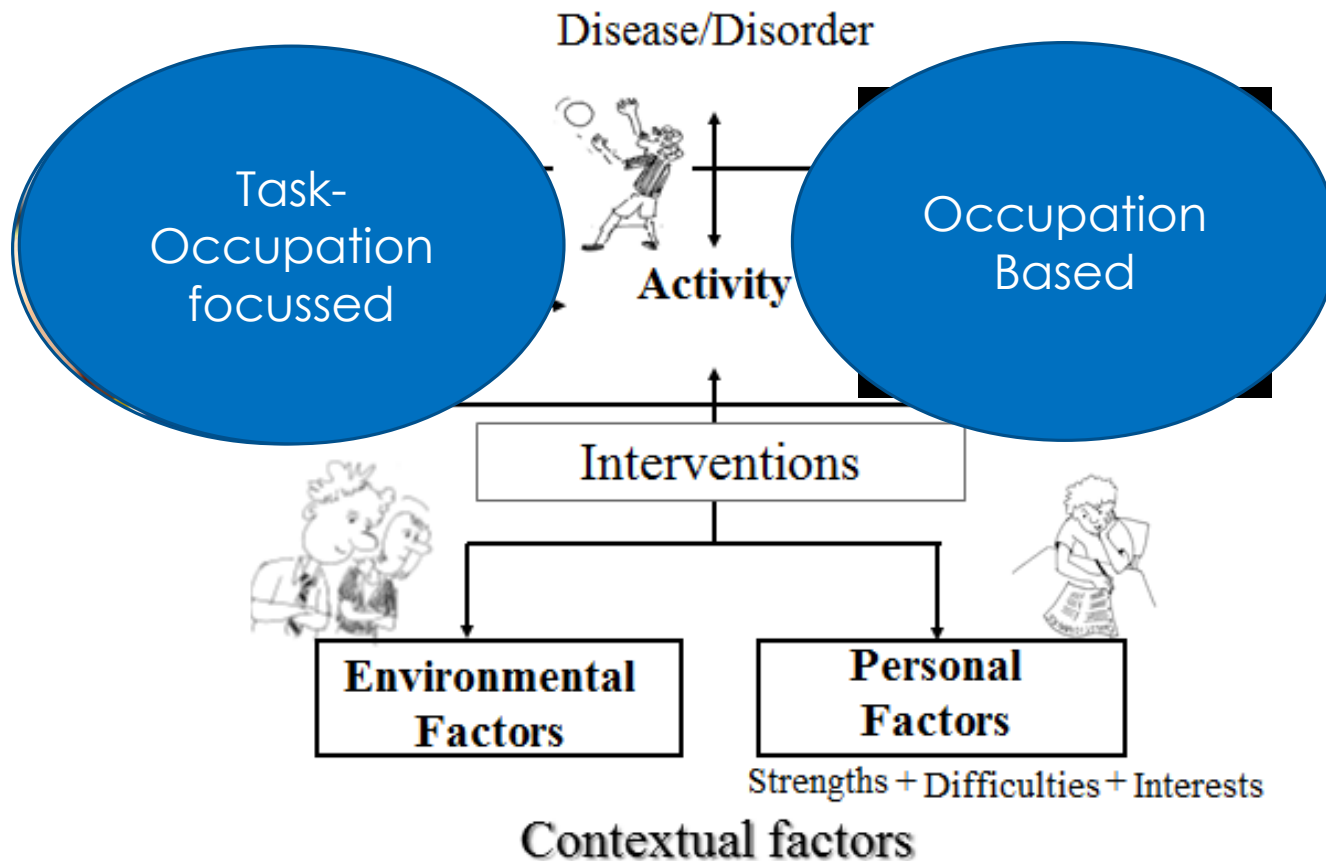 Disease/Disorder
Task-
Occupation
focussed
Occupation
Based
Activity
Interventions
Environmental
Factors
Personal
Factors
Strengths + Difficulties + Interests
Contextual factors